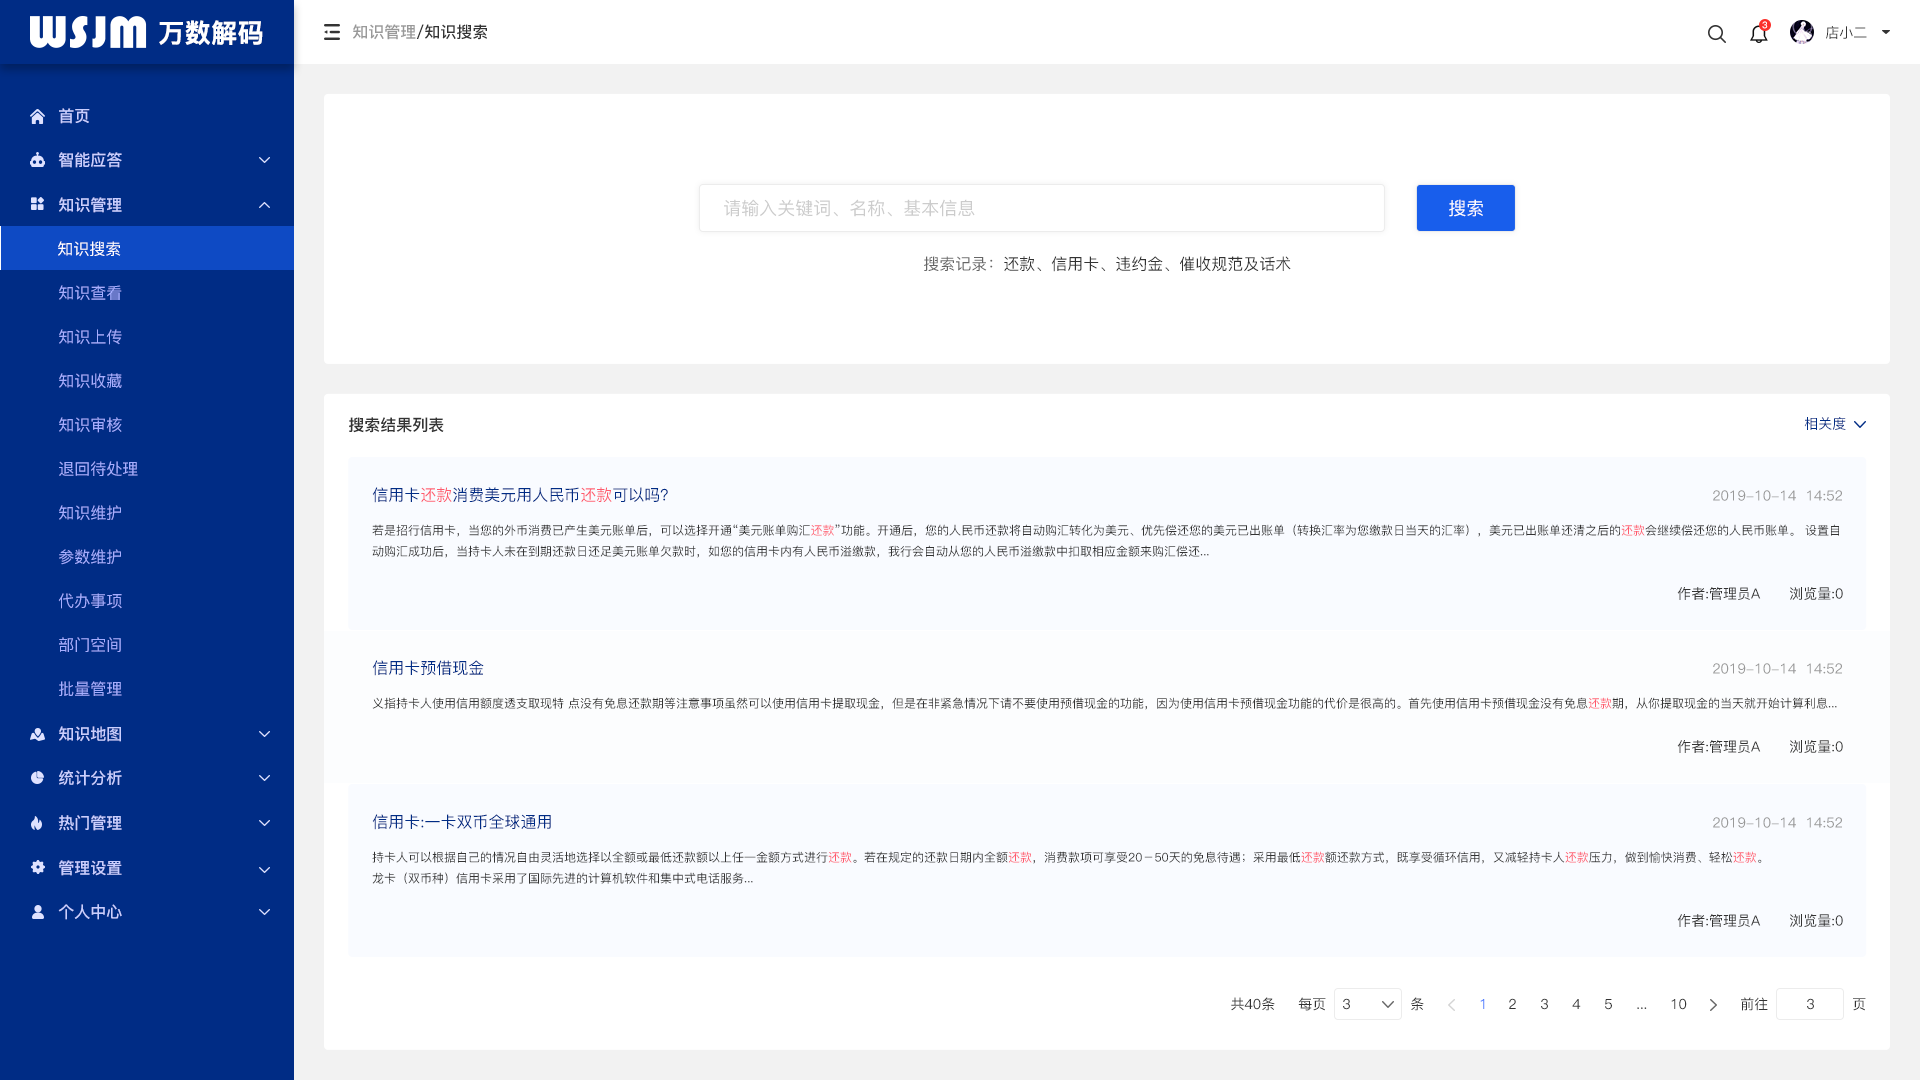 WSJM 万数解码
知识管理/知识搜索
3
店小二
首页
智能应答
知识管理
知识搜索
知识查看
知识上传
知识收藏
知识审核
退回待处理
知识维护
参数维护
代办事项
部门空间
批量管理
知识地图
统计分析
热门管理
管理设置
个人中心
请输入关键词、名称、基本信息
搜索
搜索记录：还款、信用卡、违约金、催收规范及话术
搜索结果列表
相关度
信用卡还款消费美元用人民币还款可以吗?
2019-10-14 14:52
若是招行信用卡，当您的外币消费已产生美元账单后，可以选择开通“美元账单购汇还款”功能。开通后，您的人民币还款将自动购汇转化为美元、优先偿还您的美元已出账单（转换汇率为您缴款日当天的汇率），美元已出账单还清之后的还款会继续偿还您的人民币账单。 设置自
动购汇成功后，当持卡人未在到期还款日还足美元账单欠款时，如您的信用卡内有人民币溢缴款，我行会自动从您的人民币溢缴款中扣取相应金额来购汇偿还...
作者:管理员A 浏览量:0
信用卡预借现金
2019-10-14 14:52
义指持卡人使用信用额度透支取现特 点没有免息还款期等注意事项虽然可以使用信用卡提取现金，但是在非紧急情况下请不要使用预借现金的功能，因为使用信用卡预借现金功能的代价是很高的。首先使用信用卡预借现金没有免息还款期，从你提取现金的当天就开始计算利息...
作者:管理员A 浏览量:0
信用卡:一卡双币全球通用
2019-10-14 14:52
持卡人可以根据自己的情况自由灵活地选择以全额或最低还款额以上任一金额方式进行还款。若在规定的还款日期内全额还款，消费款项可享受20－50天的免息待遇；采用最低还款额还款方式，既享受循环信用，又减轻持卡人还款压力，做到愉快消费、轻松还款。
龙卡（双币种）信用卡采用了国际先进的计算机软件和集中式电话服务...
作者:管理员A 浏览量:0
共40条 每页 3 条 1 2 3 4 5 ... 10 前往 3 页